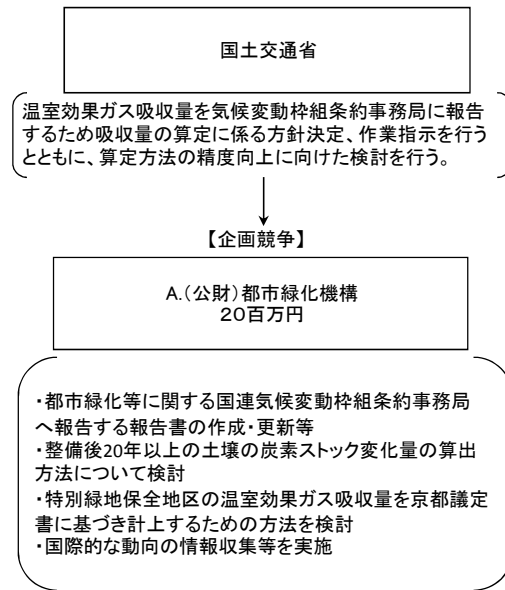 国土交通省
温室効果ガス吸収量を気候変動枠組条約事務局に報告
するため吸収量の算定に係る方針決定、作業指示を行う
とともに、算定方法の精度向上に向けた検討を行う。
【企画競争】
A.(公財)都市緑化機構
20百万円
・都市緑化等に関する国連気候変動枠組条約事務局
へ報告する報告書の作成・更新等
・整備後20年以上の土壌の炭素ストック変化量の算出
方法について検討
・特別緑地保全地区の温室効果ガス吸収量を京都議定
書に基づき計上するための方法を検討
・国際的な動向の情報収集等を実施